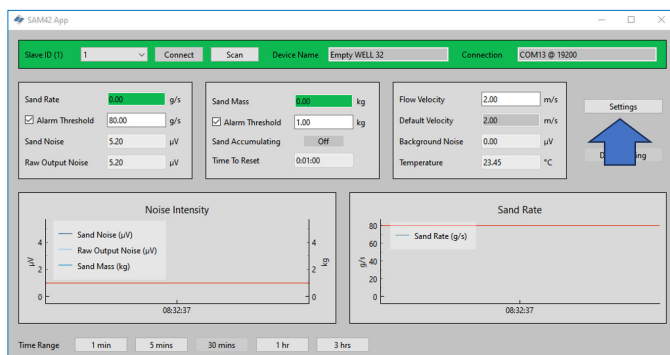 SAM42 App
Slave ID (1) 1 Connect Scan Device Name Empty WELL 32 Connection COM13 @ 19200
Sand Rate 0.00 g/s
Alarm Threshold 80.00 g/s
Sand Noise 5.20 µV
Raw Output Noise 5.20 µV
Sand Mass 0.00 kg
Alarm Threshold 1.00 kg
Sand Accumulating Off
Time To Reset 0:01:00
Flow Velocity 2.00 m/s
Default Velocity 2.00 m/s
Background Noise 0.00 µV
Temperature 23.45 °C
Settings
Noise Intensity
Sand Noise (µV)
Raw Output Noise (µV)
Sand Mass (kg)
µV
4
2
0
kg
4
2
0
08:32:37
Sand Rate
Sand Rate (g/s)
g/s
80
60
40
20
0
08:32:37
Time Range 1 min 5 mins 30 mins 1 hr 3 hrs